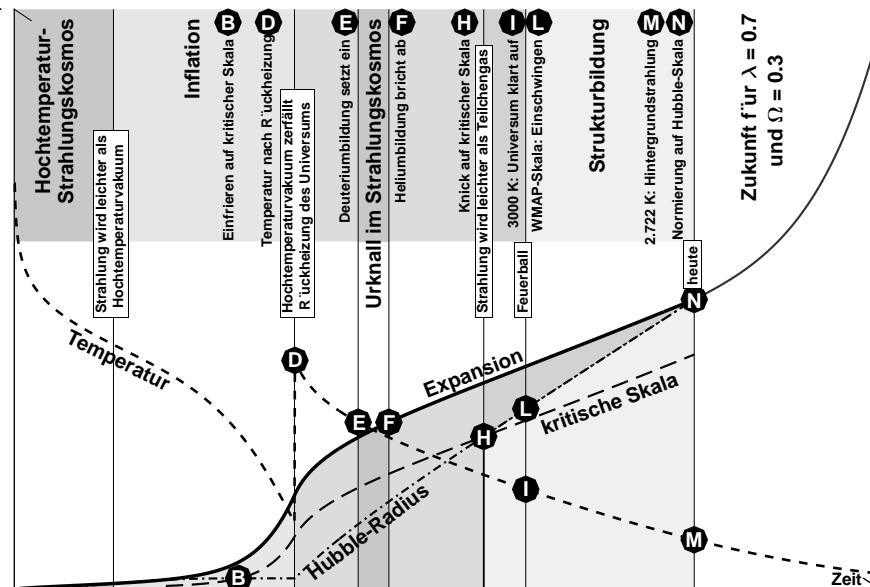 Hochtemperatur-
Strahlungskosmos
Strahlung wird leichter als
Hochtemperaturvakuum
Inflation
B
Einfrieren auf kritischer Skala
D
Temperatur nach R¨uckheizung
Hochtemperaturvakuum zerfällt
R¨uckheizung des Universums
E
Deuteriumbildung setzt ein
Urknall im Strahlungskosmos
F
Heliumbildung bricht ab
H
Knick auf kritischer Skala
Strahlung wird leichter als Teilchengas
I
3000 K: Universum klart auf
Feuerball
L
WMAP-Skala: Einschwingen
Strukturbildung
M
2.722 K: Hintergrundstrahlung
N
Normierung auf Hubble-Skala
heute
Zukunft f¨ur λ = 0.7
und Ω = 0.3
N
Temperatur
D
Expansion
E
F
L
kritische Skala
H
I
Hubble-Radius
M
B
Zeit